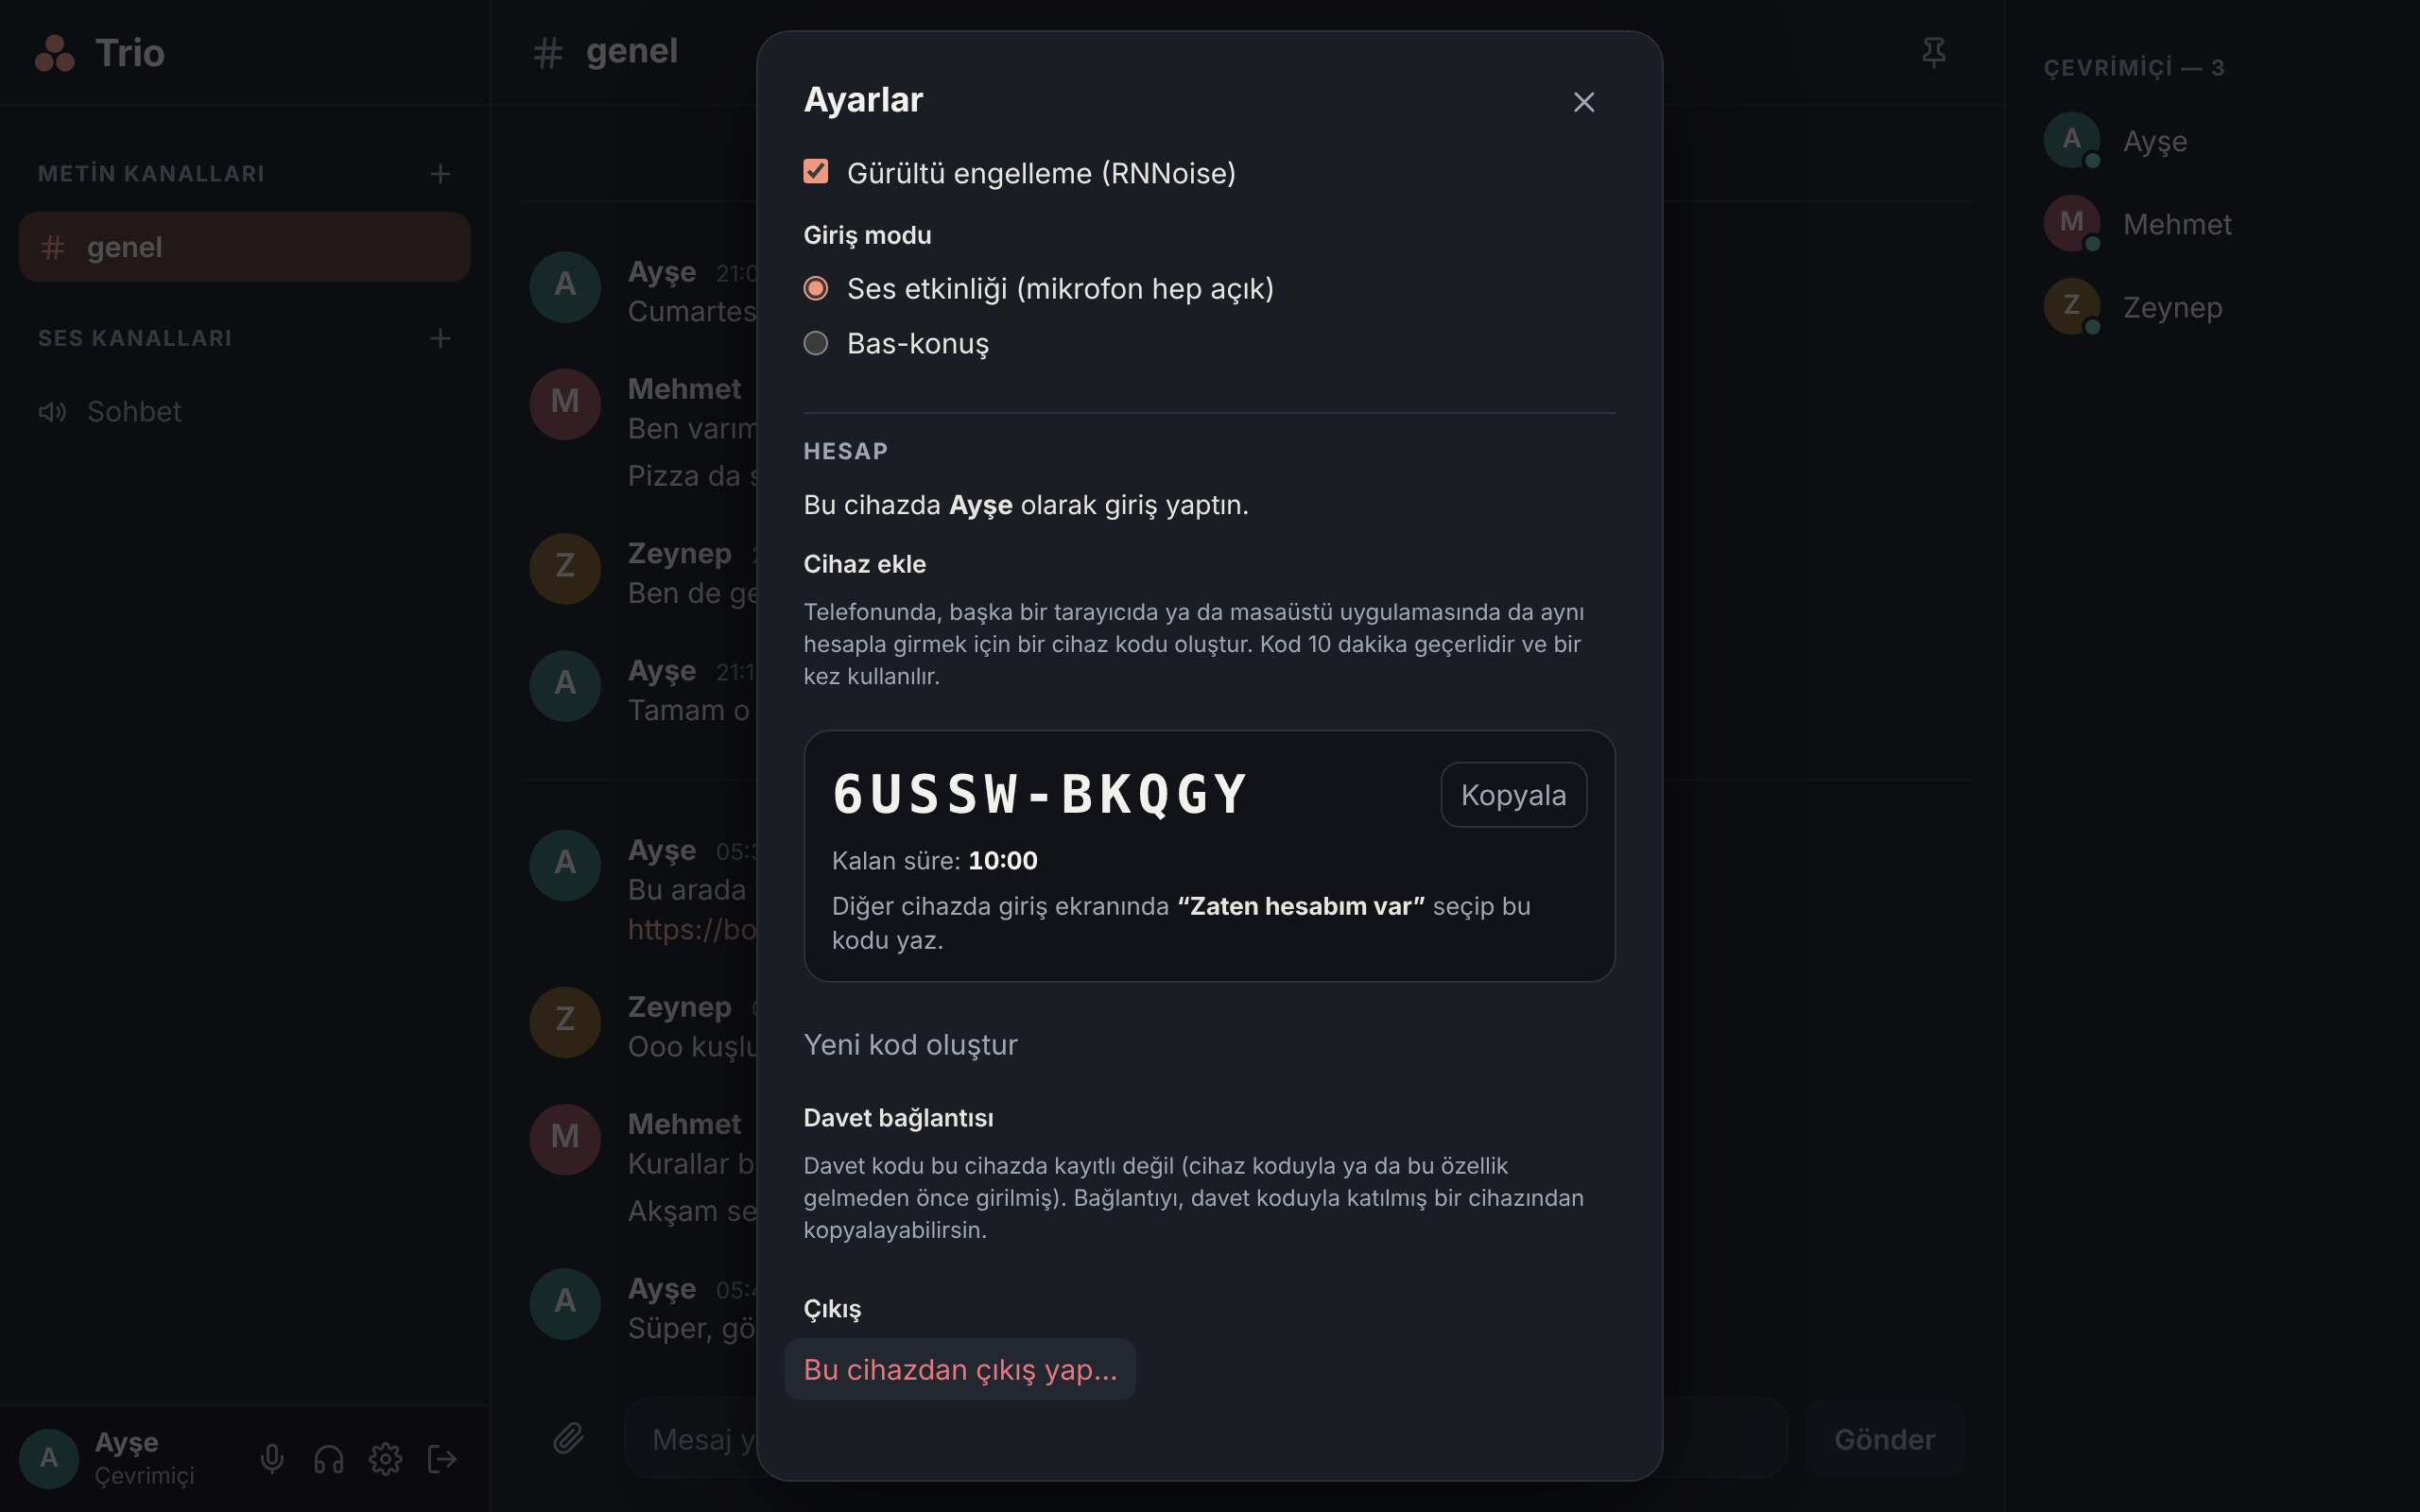 Trio
METİN KANALLARI
genel
SES KANALLARI
Sohbet
A
Ayşe
Çevrimiçi
# genel
A
Ayşe
Cumartes
M
Mehmet
Ben varım
Pizza da
Z
Zeynep
Ben de ge
A
Ayşe
Tamam o
A
Ayşe
Bu arada
https://bo
Z
Zeynep
Ooo kuşlu
M
Mehmet
Kurallar b
Akşam se
A
Ayşe
Süper, gö
Mesaj y
Gönder
Ayarlar
Gürültü engelleme (RNNoise)
Giriş modu
Ses etkinliği (mikrofon hep açık)
Bas-konuş
HESAP
Bu cihazda Ayşe olarak giriş yaptın.
Cihaz ekle
Telefonunda, başka bir tarayıcıda ya da masaüstü uygulamasında da aynı
hesapla girmek için bir cihaz kodu oluştur. Kod 10 dakika geçerlidir ve bir
kez kullanılır.
6USSW-BKQGY
Kopyala
Kalan süre: 10:00
Diğer cihazda giriş ekranında “Zaten hesabım var” seçip bu
kodu yaz.
Yeni kod oluştur
Davet bağlantısı
Davet kodu bu cihazda kayıtlı değil (cihaz koduyla ya da bu özellik
gelmeden önce girilmiş). Bağlantıyı, davet koduyla katılmış bir cihazından
kopyalayabilirsin.
Çıkış
Bu cihazdan çıkış yap...
ÇEVRİMİÇİ — 3
A
Ayşe
M
Mehmet
Z
Zeynep